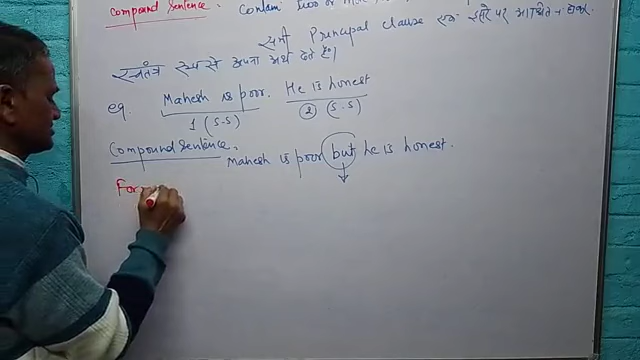 Compound Sentence. Contain two or
सभी Principal clause एक दूसरे पर आश्रित न होकर
स्वतंत्र रूप से अपना अर्थ देते हैं।
eg. Mahesh is poor. He is honest
1 (S.S) 2 (S.S)
Compound Sentence. Mahesh is poor but he is honest.
For